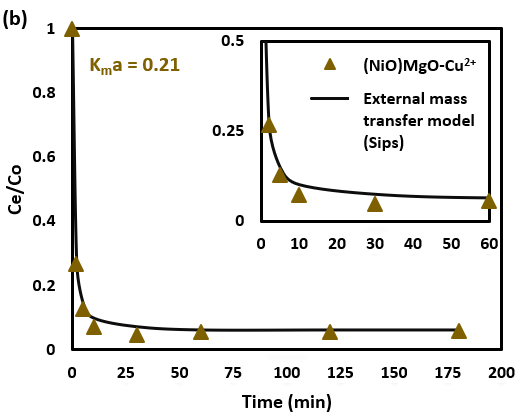 (b)
Kₘa = 0.21
Ce/Co
1
0.8
0.6
0.4
0.2
0
0 25 50 75 100 125 150 175 200
Time (min)
0.5
0.25
0
0 10 20 30 40 50 60
(NiO)MgO-Cu²⁺
External mass
transfer model
(Sips)